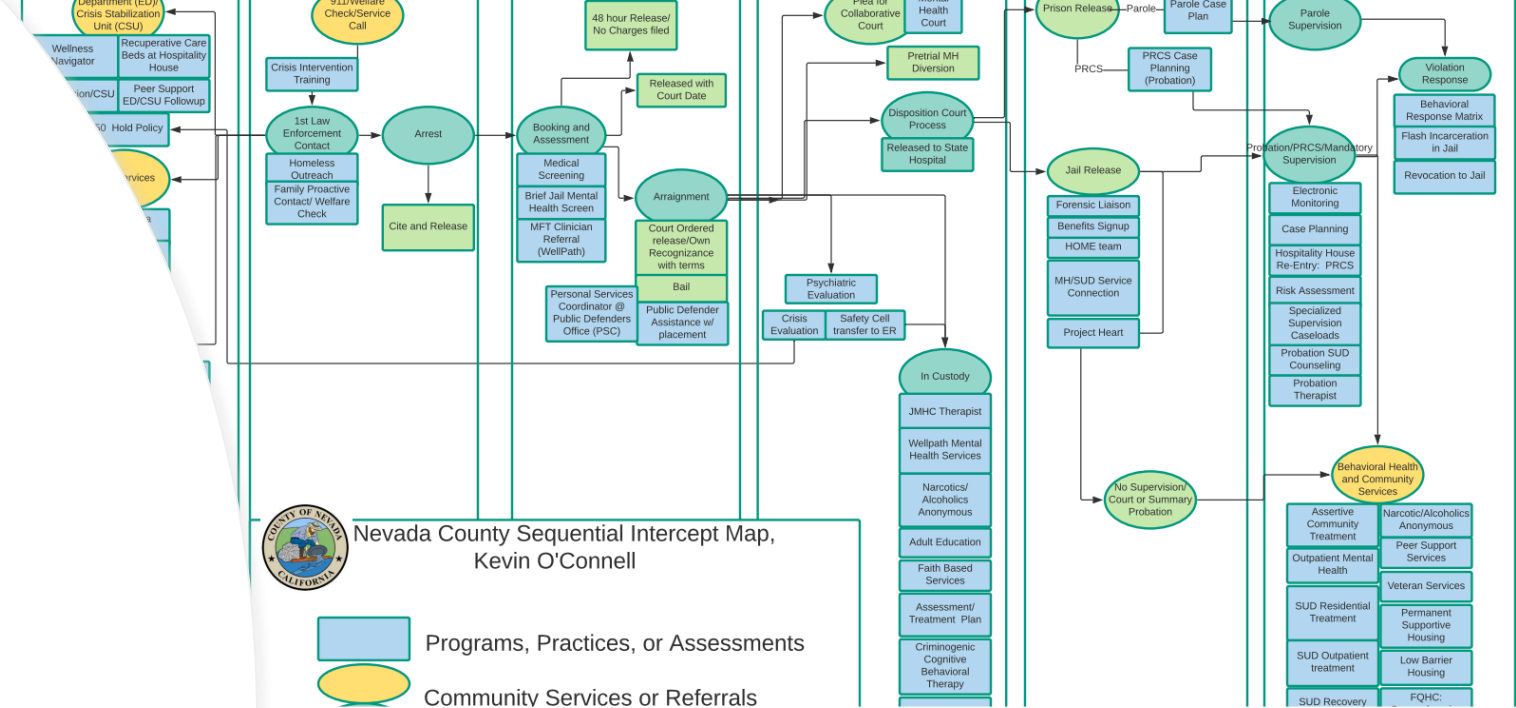 Department (ED)/
Crisis Stabilization
Unit (CSU)
Wellness
Navigator
Recuperative Care
Beds at Hospitality
House
ion/CSU
Peer Support
ED/CSU Followup
Hold Policy
911/Welfare
Check/Service
Call
Crisis Intervention
Training
1st Law
Enforcement
Contact
Homeless
Outreach
Family Proactive
Contact/ Welfare
Check
Arrest
Cite and Release
48 hour Release/
No Charges filed
Released with
Court Date
Booking and
Assessment
Medical
Screening
Brief Jail Mental
Health Screen
MFT Clinician
Referral
(WellPath)
Arraignment
Court Ordered
release/Own
Recognizance
with terms
Bail
Personal Services
Coordinator @
Public Defenders
Office (PSC)
Public Defender
Assistance w/
placement
Plea for
Collaborative
Court
Mental
Health
Court
Pretrial MH
Diversion
Disposition Court
Process
Released to State
Hospital
Psychiatric
Evaluation
Crisis
Evaluation
Safety Cell
transfer to ER
In Custody
JMHC Therapist
Wellpath Mental
Health Services
Narcotics/
Alcoholics
Anonymous
Adult Education
Faith Based
Services
Assessment/
Treatment Plan
Criminogenic
Cognitive
Behavioral
Therapy
Prison Release
Parole
Parole Case
Plan
PRCS
PRCS Case
Planning
(Probation)
Jail Release
Forensic Liaison
Benefits Signup
HOME team
MH/SUD Service
Connection
Project Heart
No Supervision/
Court or Summary
Probation
Parole
Supervision
Violation
Response
Behavioral
Response Matrix
Flash Incarceration
in Jail
Revocation to Jail
Probation/PRCS/Mandatory
Supervision
Electronic
Monitoring
Case Planning
Hospitality House
Re-Entry: PRCS
Risk Assessment
Specialized
Supervision
Caseloads
Probation SUD
Counseling
Probation
Therapist
Behavioral Health
and Community
Services
Assertive
Community
Treatment
Outpatient Mental
Health
SUD Residential
Treatment
SUD Outpatient
treatment
SUD Recovery
Narcotic/Alcoholics
Anonymous
Peer Support
Services
Veteran Services
Permanent
Supportive
Housing
Low Barrier
Housing
FQHC:
COUNTY OF NEVADA
CALIFORNIA
Nevada County Sequential Intercept Map,
Kevin O'Connell
Programs, Practices, or Assessments
Community Services or Referrals